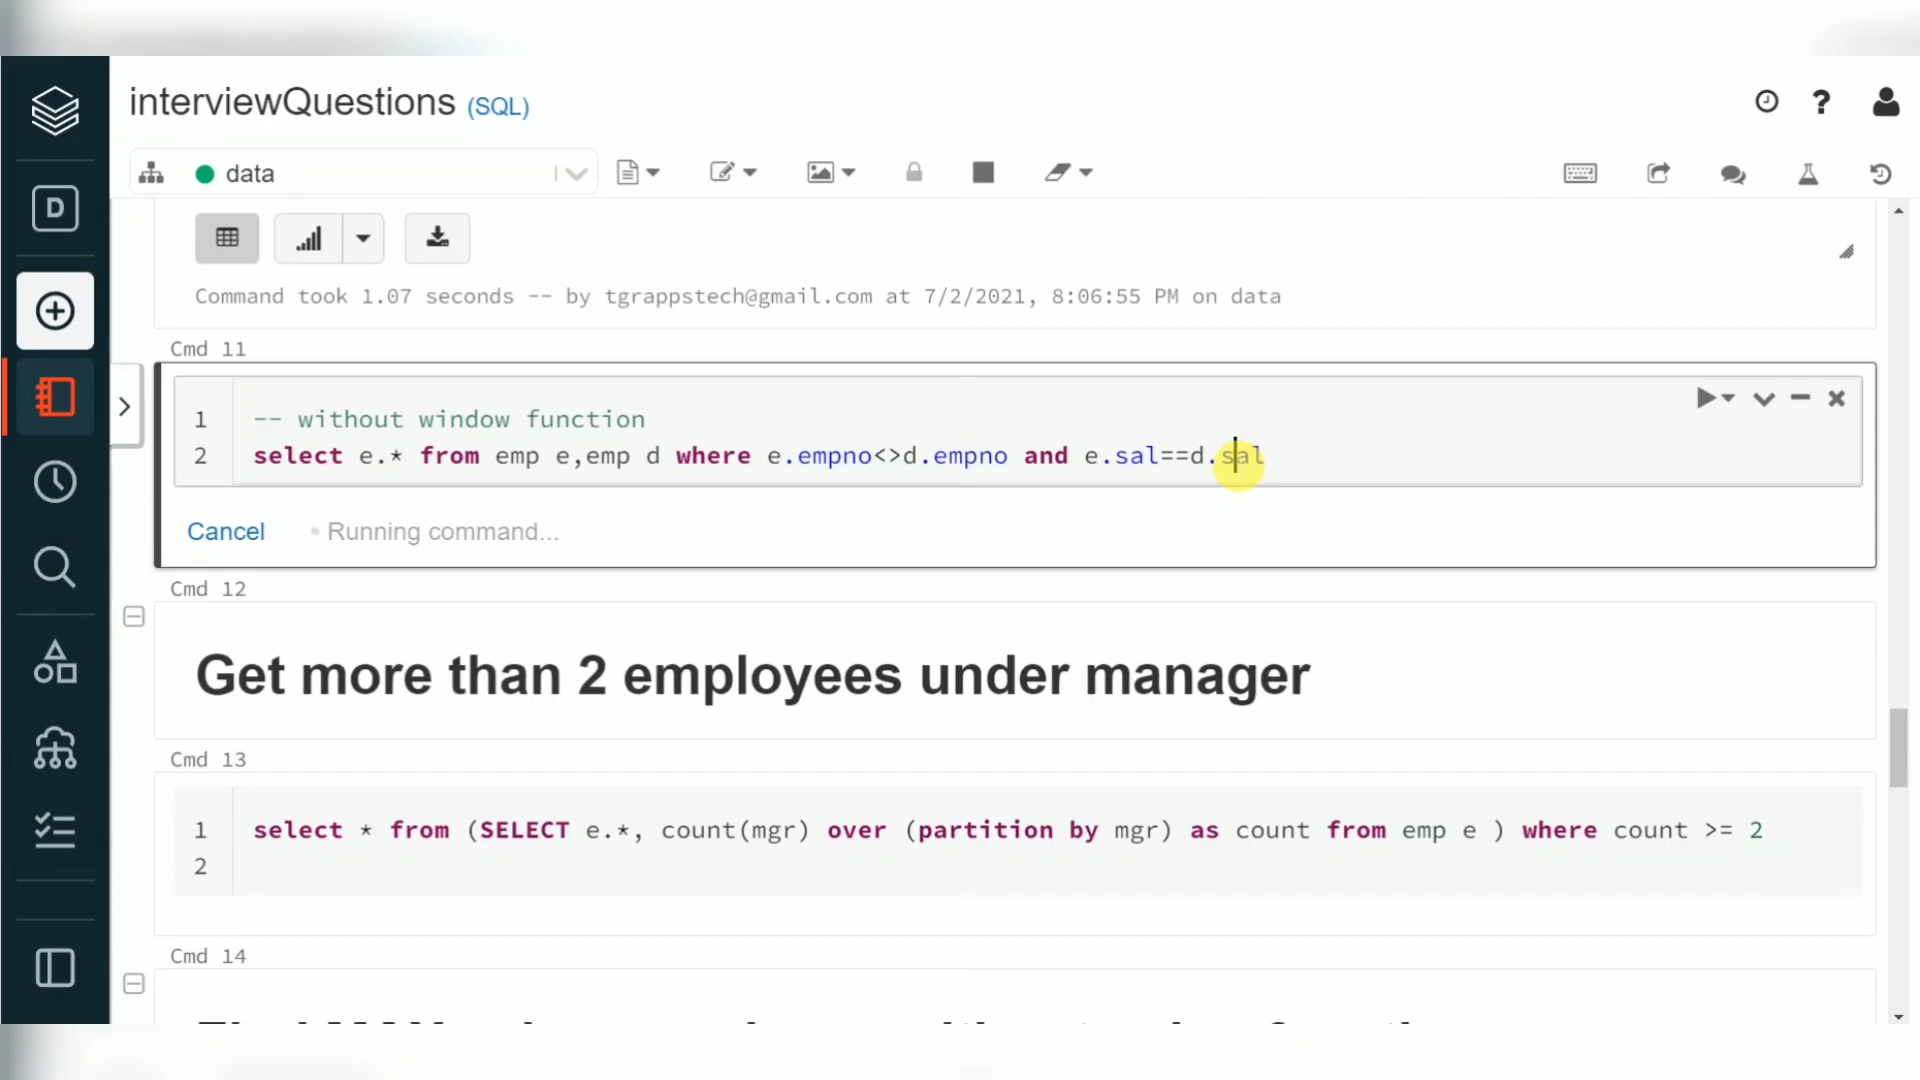 interviewQuestions (SQL)
data
D
Command took 1.07 seconds -- by tgrappstech@gmail.com at 7/2/2021, 8:06:55 PM on data
Cmd 11
1 -- without window function
2 select e.* from emp e,emp d where e.empno<>d.empno and e.sal==d.sal
Cancel Running command...
Cmd 12
Get more than 2 employees under manager
Cmd 13
1 select * from (SELECT e.*, count(mgr) over (partition by mgr) as count from emp e ) where count >= 2
2
Cmd 14